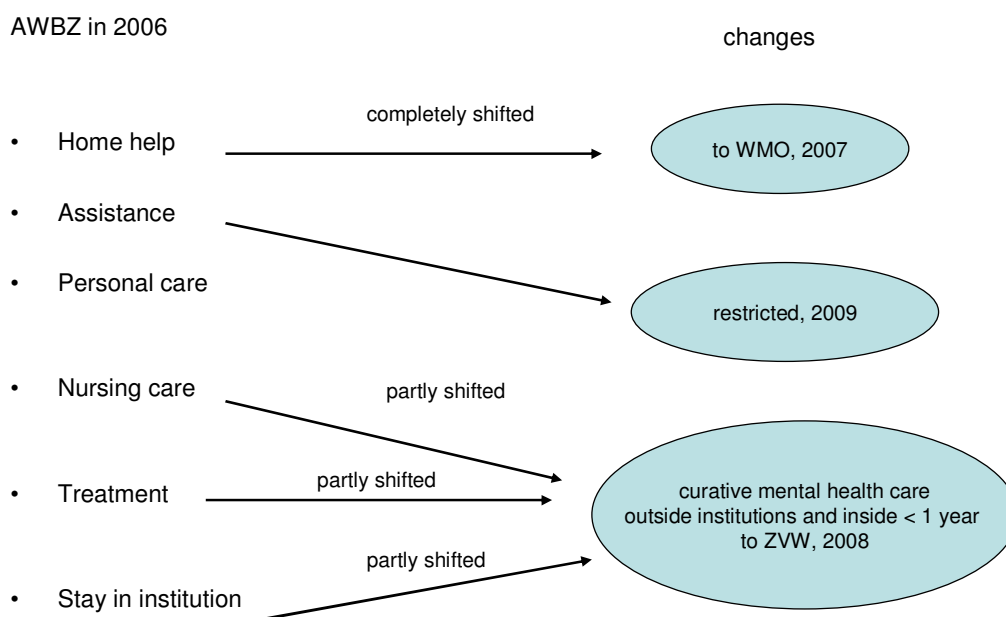 AWBZ in 2006
changes
completely shifted
• Home help
to WMO, 2007
• Assistance
• Personal care
restricted, 2009
• Nursing care
partly shifted
• Treatment
partly shifted
curative mental health care
outside institutions and inside < 1 year
to ZVW, 2008
partly shifted
• Stay in institution